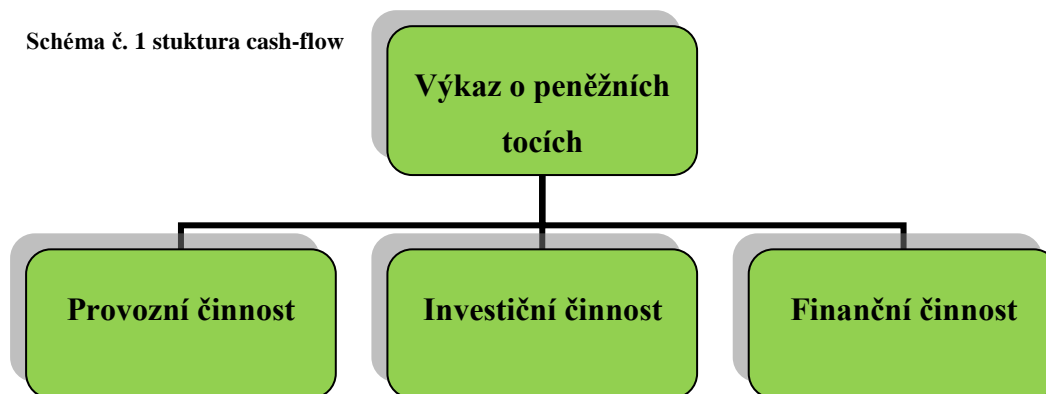 Schéma č. 1 stuktura cash-flow
Výkaz o peněžních
tocích
Provozní činnost
Investiční činnost
Finanční činnost